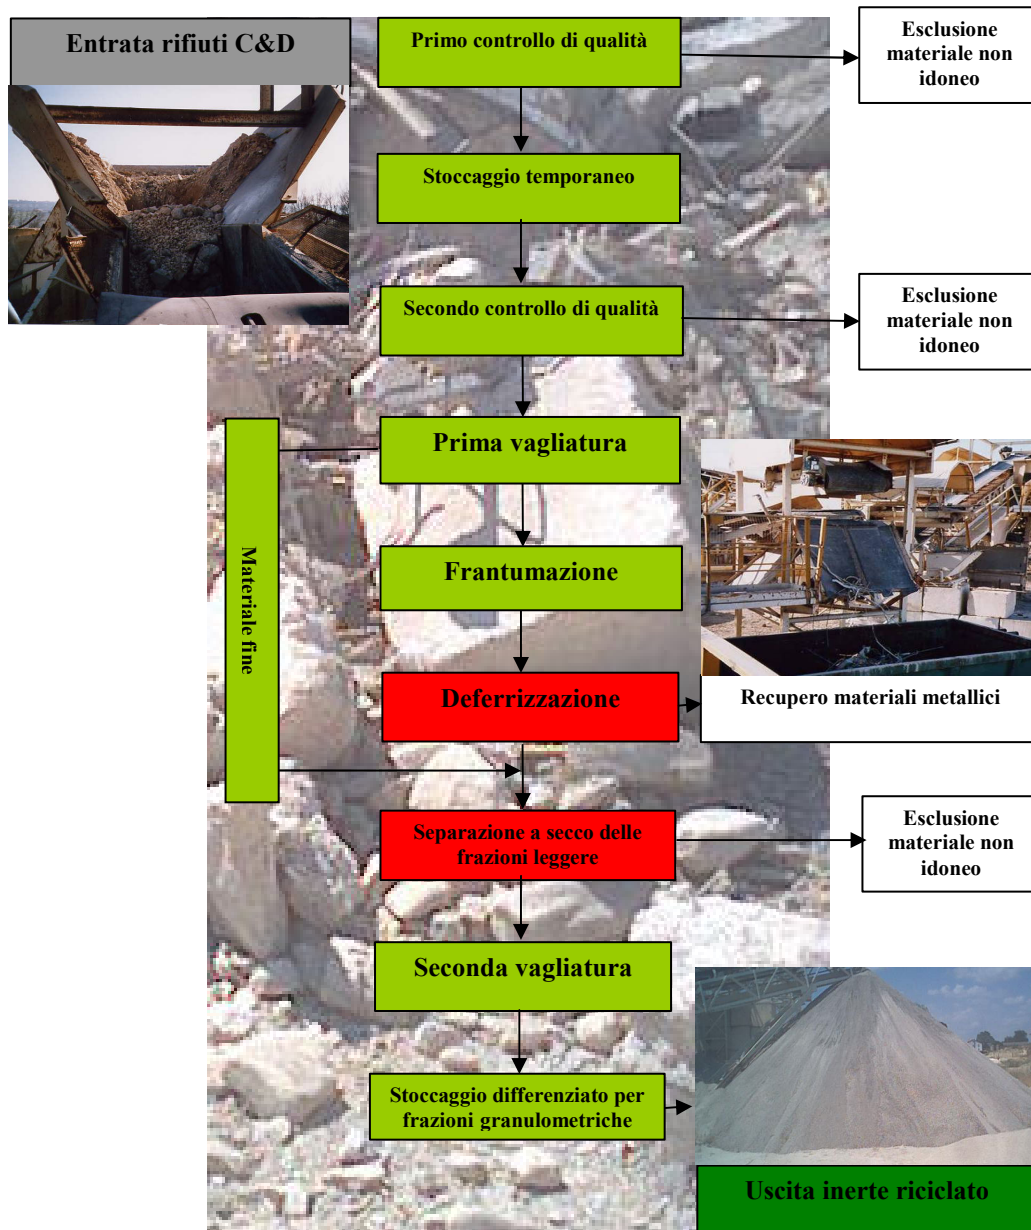 Entrata rifiuti C&D
Primo controllo di qualità
Esclusione
materiale non
idoneo
Stoccaggio temporaneo
Secondo controllo di qualità
Esclusione
materiale non
idoneo
Prima vagliatura
Materiale fine
Frantumazione
Deferrizzazione
Recupero materiali metallici
Separazione a secco delle
frazioni leggere
Esclusione
materiale non
idoneo
Seconda vagliatura
Stoccaggio differenziato per
frazioni granulometriche
Uscita inerte riciclato